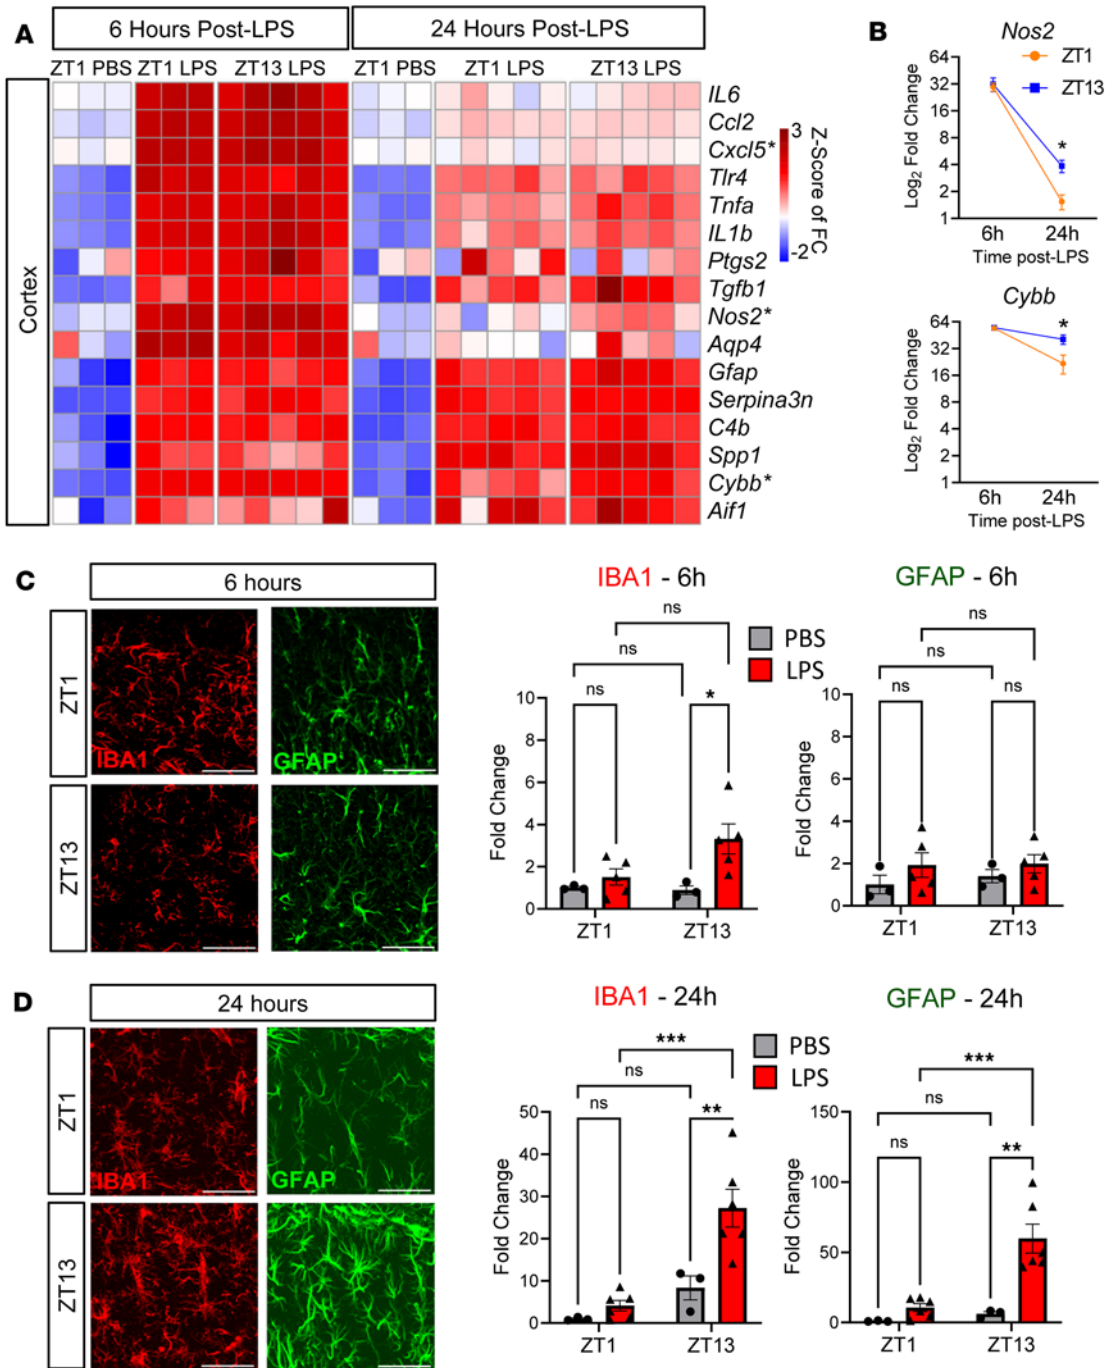 A
6 Hours Post-LPS
24 Hours Post-LPS
ZT1 PBS ZT1 LPS ZT13 LPS ZT1 PBS ZT1 LPS ZT13 LPS
Cortex
IL6
Ccl2
Cxcl5*
Tlr4
Tnfa
IL1b
Ptgs2
Tgfb1
Nos2*
Aqp4
Gfap
Serpina3n
C4b
Spp1
Cybb*
Aif1
3
-2
Z-Score of FC
B
Nos2
ZT1
ZT13
Log2 Fold Change
64
32
16
8
4
2
1
*
6h 24h
Time post-LPS
Cybb
Log2 Fold Change
64
32
16
8
4
2
1
*
6h 24h
Time post-LPS
C
6 hours
ZT1
ZT13
IBA1
GFAP
IBA1 - 6h
PBS
LPS
ns
ns
ns
*
Fold Change
10
8
6
4
2
0
ZT1 ZT13
GFAP - 6h
ns
ns
ns
ns
Fold Change
10
8
6
4
2
0
ZT1 ZT13
D
24 hours
ZT1
ZT13
IBA1
GFAP
IBA1 - 24h
PBS
LPS
***
ns
ns
**
Fold Change
50
40
30
20
10
0
ZT1 ZT13
GFAP - 24h
***
ns
ns
**
Fold Change
150
100
50
0
ZT1 ZT13